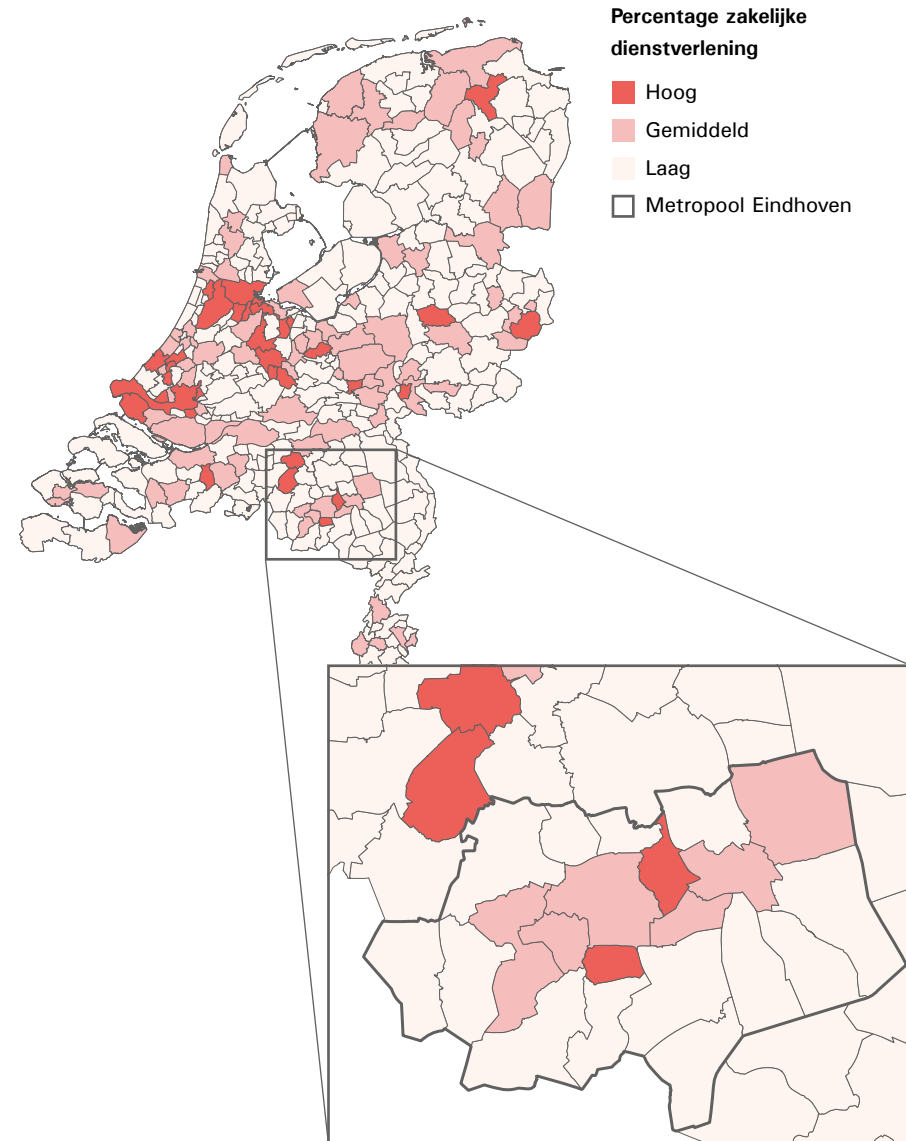 Percentage zakelijke
dienstverlening
Hoog
Gemiddeld
Laag
Metropool Eindhoven